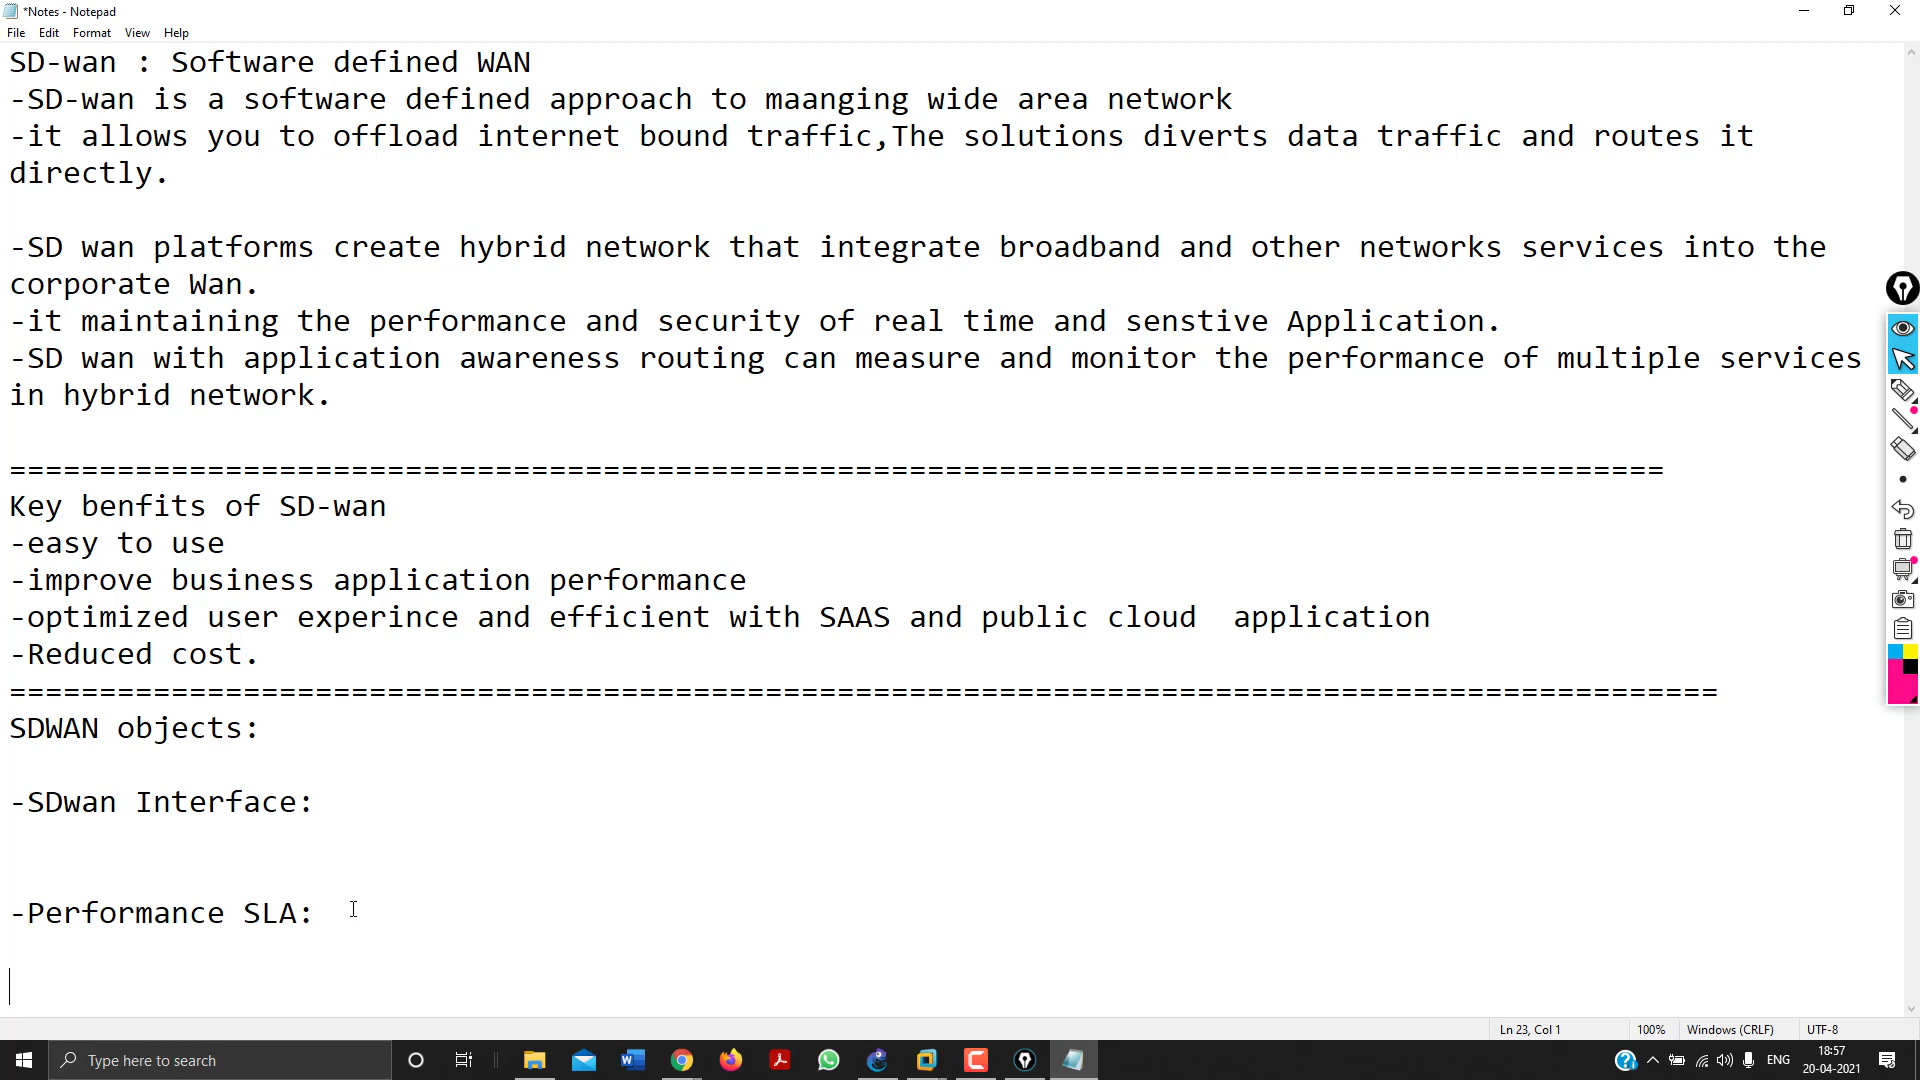 *Notes - Notepad
File Edit Format View Help
SD-wan : Software defined WAN
-SD-wan is a software defined approach to maanging wide area network
-it allows you to offload internet bound traffic,The solutions diverts data traffic and routes it
directly.
-SD wan platforms create hybrid network that integrate broadband and other networks services into the
corporate Wan.
-it maintaining the performance and security of real time and senstive Application.
-SD wan with application awareness routing can measure and monitor the performance of multiple services
in hybrid network.
============================================================================================
Key benfits of SD-wan
-easy to use
-improve business application performance
-optimized user experince and efficient with SAAS and public cloud  application
-Reduced cost.
===============================================================================================
SDWAN objects:
-SDwan Interface:
-Performance SLA:
Ln 23, Col 1 100% Windows (CRLF) UTF-8
Type here to search
ENG
18:57
20-04-2021